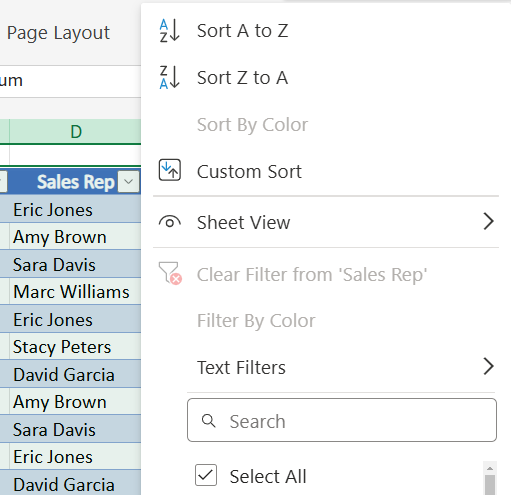 Page Layout
um
D
Sales Rep
Eric Jones
Amy Brown
Sara Davis
Marc Williams
Eric Jones
Stacy Peters
David Garcia
Amy Brown
Sara Davis
Eric Jones
David Garcia
Sort A to Z
Sort Z to A
Sort By Color
Custom Sort
Sheet View
Clear Filter from 'Sales Rep'
Filter By Color
Text Filters
Search
Select All